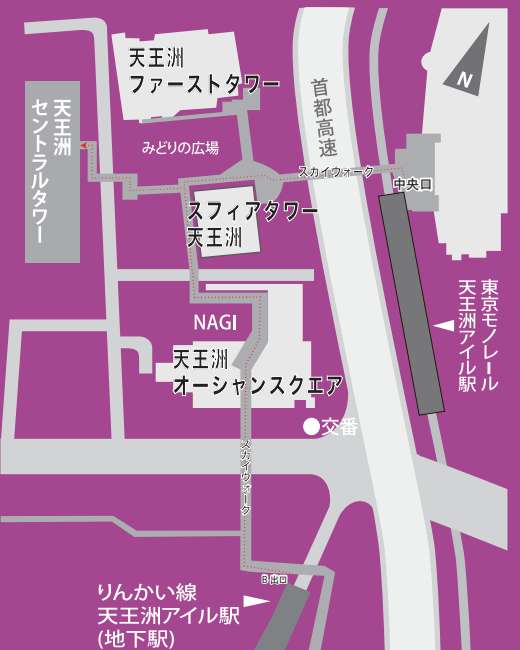 天王洲
ファーストタワー
首都高速
N
天王洲
セントラルタワー
みどりの広場
スカイウォーク
中央口
スフィアタワー
天王洲
東京モノレール
天王洲アイル駅
NAGI
天王洲
オーシャンスクエア
交番
スカイウォーク
B出口
りんかい線
天王洲アイル駅
(地下駅)